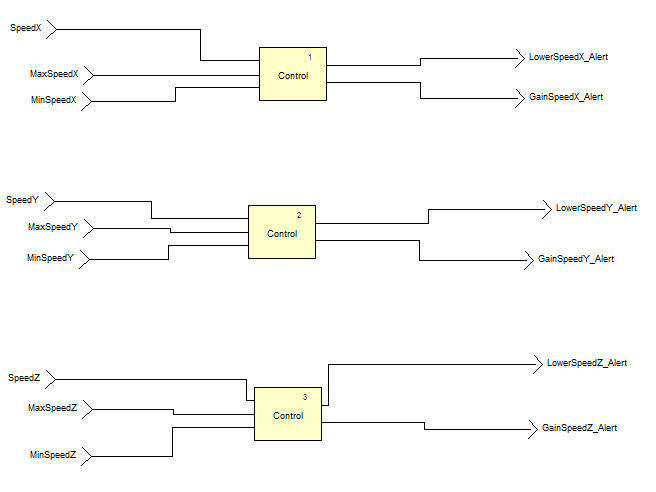 SpeedX
1
LowerSpeedX_Alert
MaxSpeedX
Control
MinSpeedX
GainSpeedX_Alert
SpeedY
2
LowerSpeedY_Alert
MaxSpeedY
Control
MinSpeedY
GainSpeedY_Alert
LowerSpeedZ_Alert
SpeedZ
3
MaxSpeedZ
Control
GainSpeedZ_Alert
MinSpeedZ